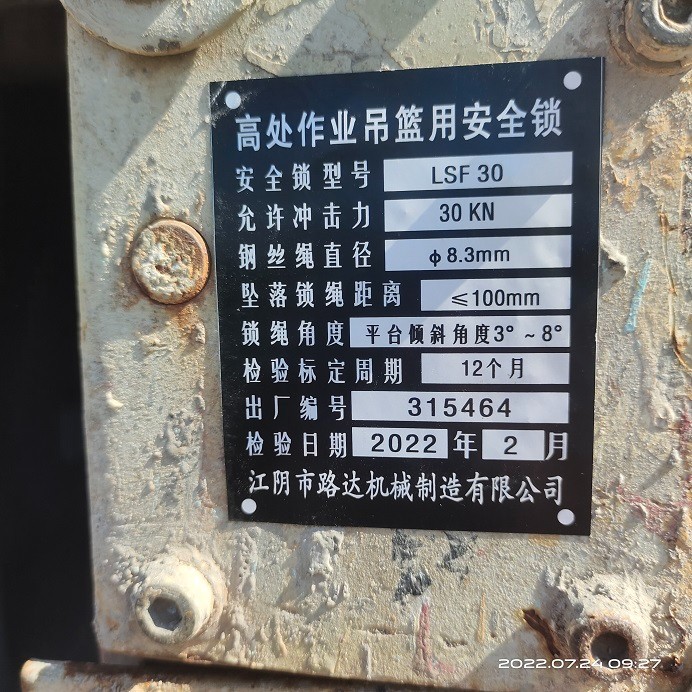 高处作业吊篮用安全锁
安全锁型号 LSF 30
允许冲击力 30 KN
钢丝绳直径 ϕ 8.3mm
坠落锁绳距离 ≤100mm
锁绳角度 平台倾斜角度3° ~ 8°
检验标定周期 12个月
出厂编号 315464
检验日期 2022 年 2 月
江阴市路达机械制造有限公司
2022.07.24 09:27